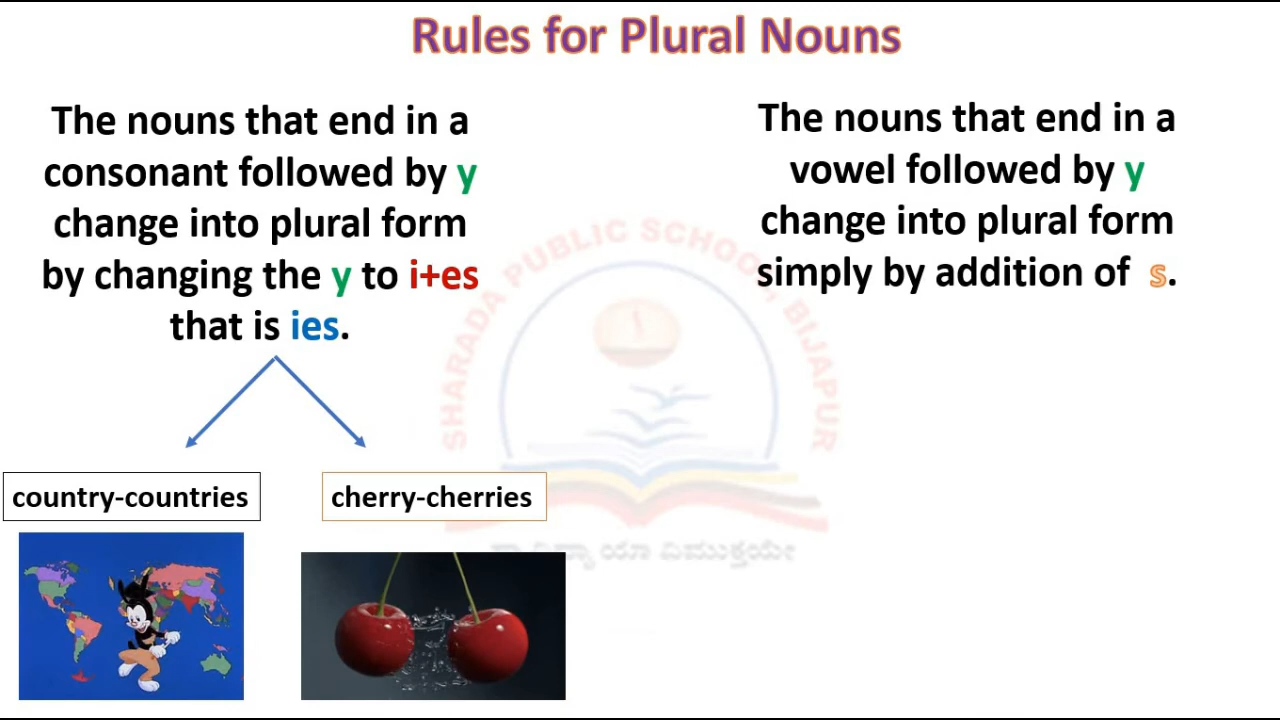 Rules for Plural Nouns
The nouns that end in a
consonant followed by y
change into plural form
by changing the y to i+es
that is ies.
The nouns that end in a
vowel followed by y
change into plural form
simply by addition of s.
SHARADA PUBLIC SCHOOL, BIJAPUR
country-countries
cherry-cherries
ಸಾ ವಿದ್ಯಾ ಯಾ ವಿಮುಕ್ತಯೇ